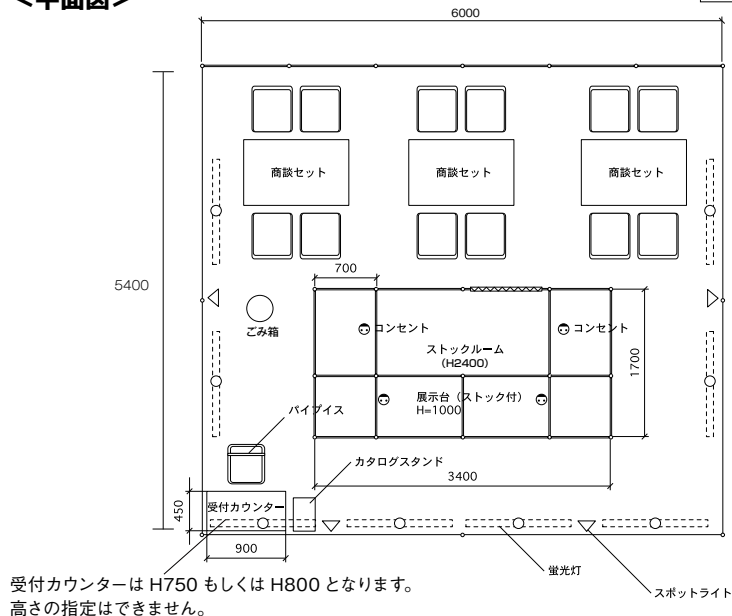 ＜平面図＞
6000
商談セット 商談セット 商談セット
5400
700
コンセント コンセント
ごみ箱
ストックルーム
(H2400)
1700
展示台（ストック付）
H=1000
パイプイス
カタログスタンド
3400
450
受付カウンター
900
蛍光灯
スポットライト
受付カウンターは H750 もしくは H800 となります。
高さの指定はできません。